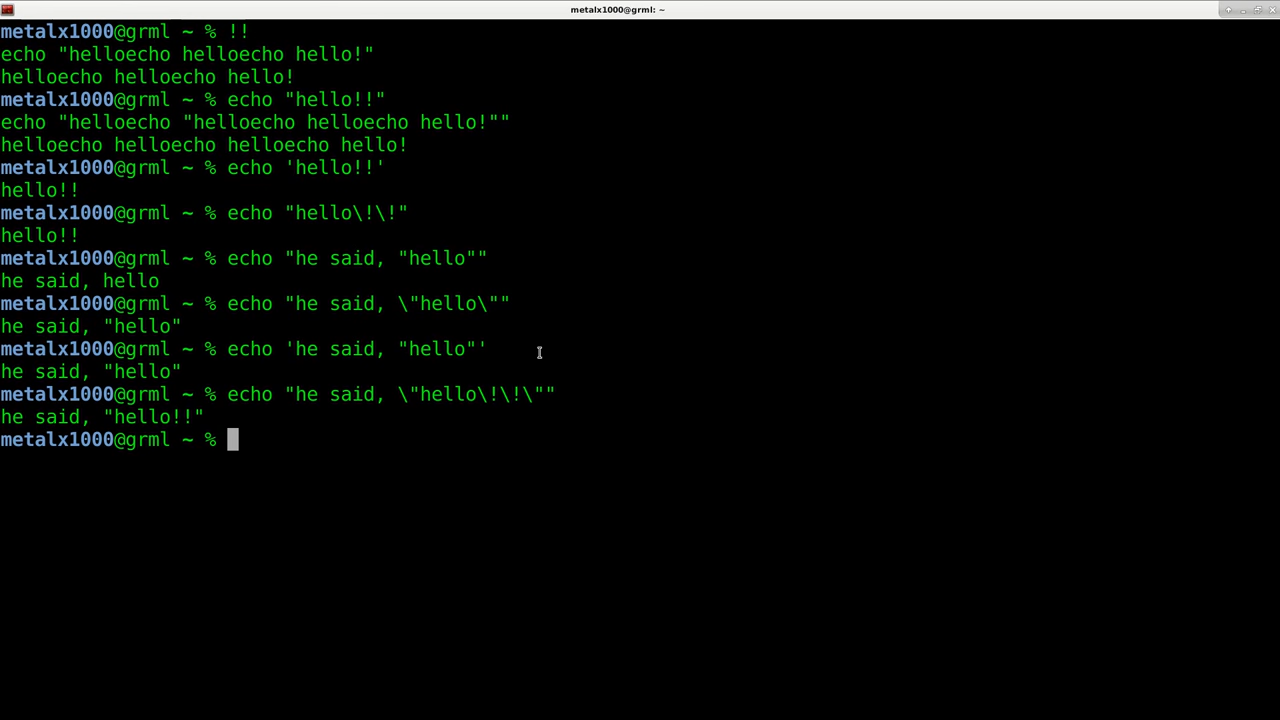 metalx1000@grml: ~
metalx1000@grml ~ % !!
echo "helloecho helloecho hello!"
helloecho helloecho hello!
metalx1000@grml ~ % echo "hello!!"
echo "helloecho "helloecho helloecho hello!""
helloecho helloecho helloecho hello!
metalx1000@grml ~ % echo 'hello!!'
hello!!
metalx1000@grml ~ % echo "hello\!\!"
hello!!
metalx1000@grml ~ % echo "he said, "hello""
he said, hello
metalx1000@grml ~ % echo "he said, \"hello\""
he said, "hello"
metalx1000@grml ~ % echo 'he said, "hello"'
he said, "hello"
metalx1000@grml ~ % echo "he said, \"hello\!\!\""
he said, "hello!!"
metalx1000@grml ~ %